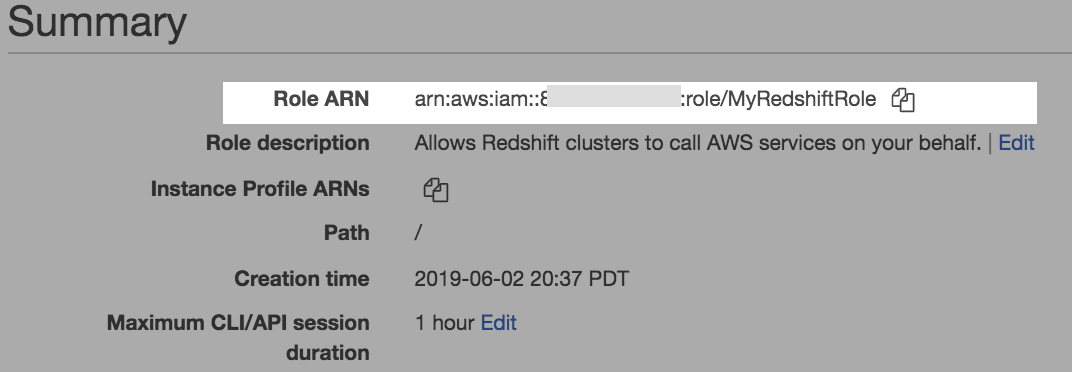 Summary
Role ARN arn:aws:iam::8 :role/MyRedshiftRole
Role description Allows Redshift clusters to call AWS services on your behalf. | Edit
Instance Profile ARNs
Path /
Creation time 2019-06-02 20:37 PDT
Maximum CLI/API session 1 hour Edit
duration